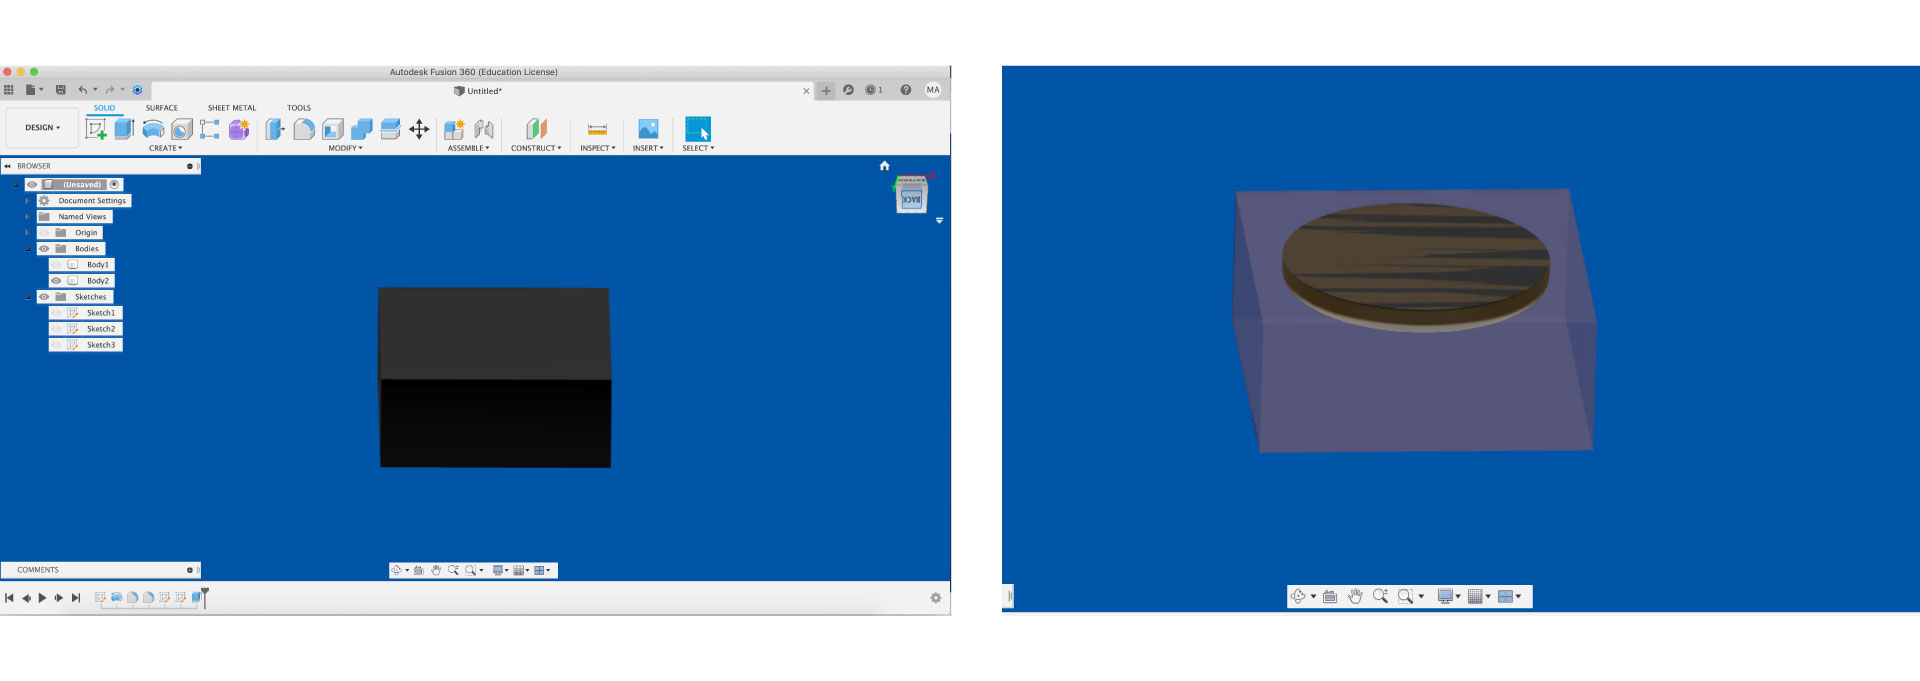 Autodesk Fusion 360 (Education License)
Untitled*
1
MA
SOLID
SURFACE
SHEET METAL
TOOLS
DESIGN
CREATE
MODIFY
ASSEMBLE
CONSTRUCT
INSPECT
INSERT
SELECT
BROWSER
(Unsaved)
Document Settings
Named Views
Origin
Bodies
Body1
Body2
Sketches
Sketch1
Sketch2
Sketch3
BACK
COMMENTS